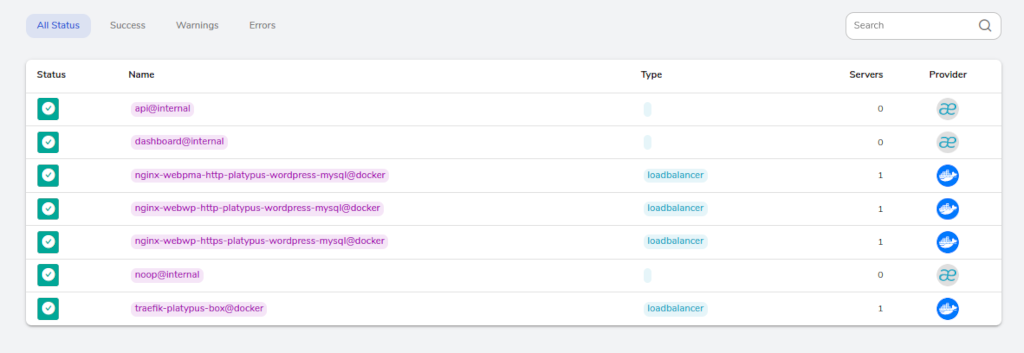 All Status Success Warnings Errors Search
Status Name Type Servers Provider
api@internal 0
dashboard@internal 0
nginx-webpma-http-platypus-wordpress-mysql@docker loadbalancer 1
nginx-webwp-http-platypus-wordpress-mysql@docker loadbalancer 1
nginx-webwp-https-platypus-wordpress-mysql@docker loadbalancer 1
noop@internal 0
traefik-platypus-box@docker loadbalancer 1